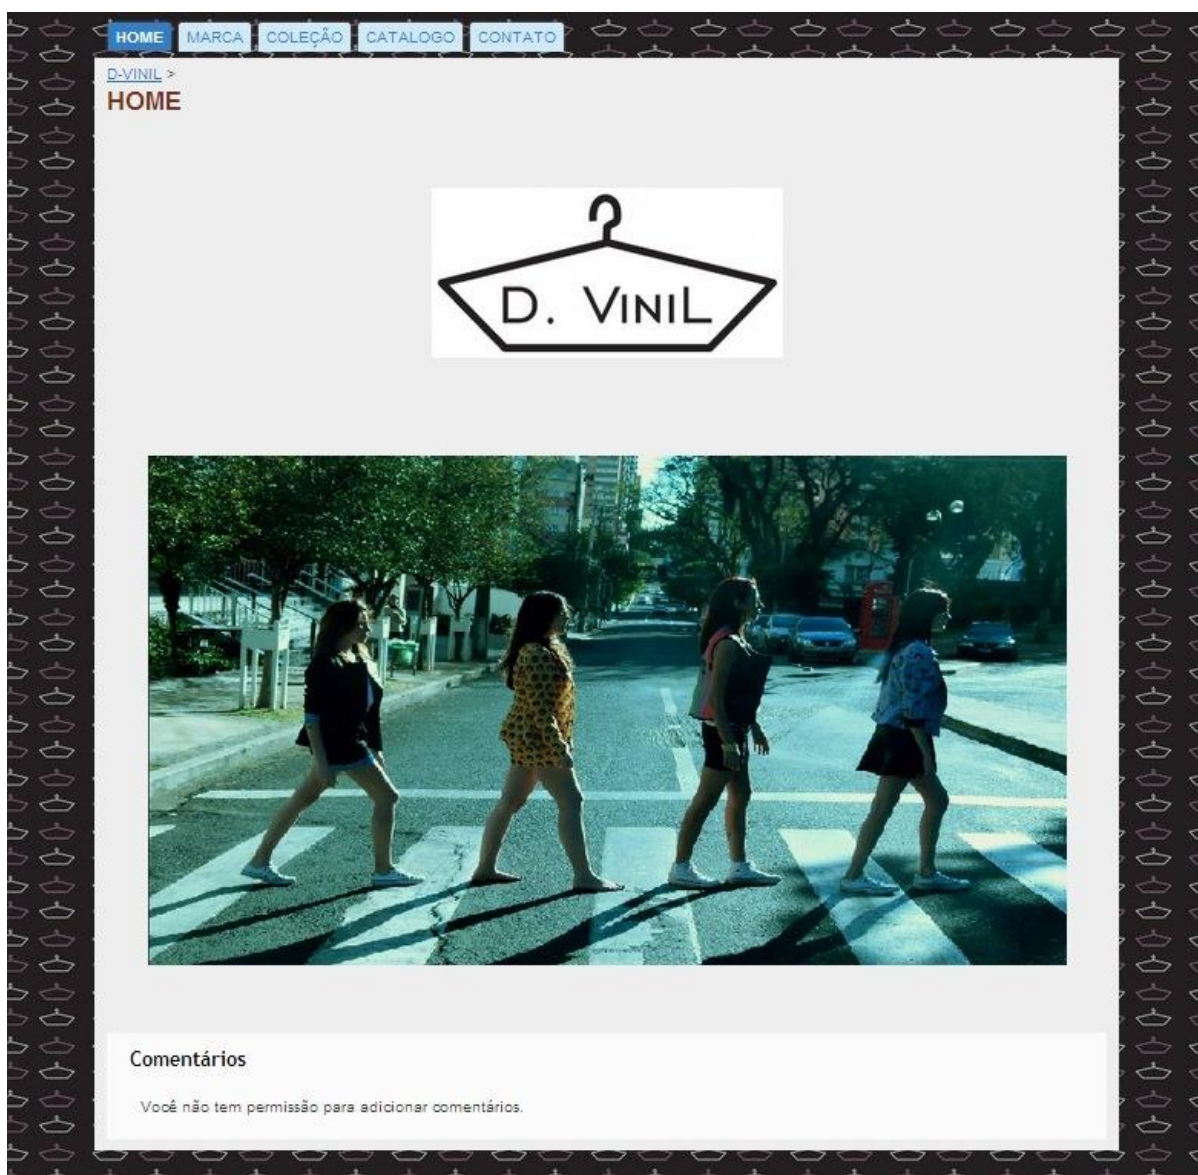 HOME MARCA COLEÇÃO CATALOGO CONTATO
D-VINIL >
HOME
D. VINIL
Comentários
Você não tem permissão para adicionar comentários.